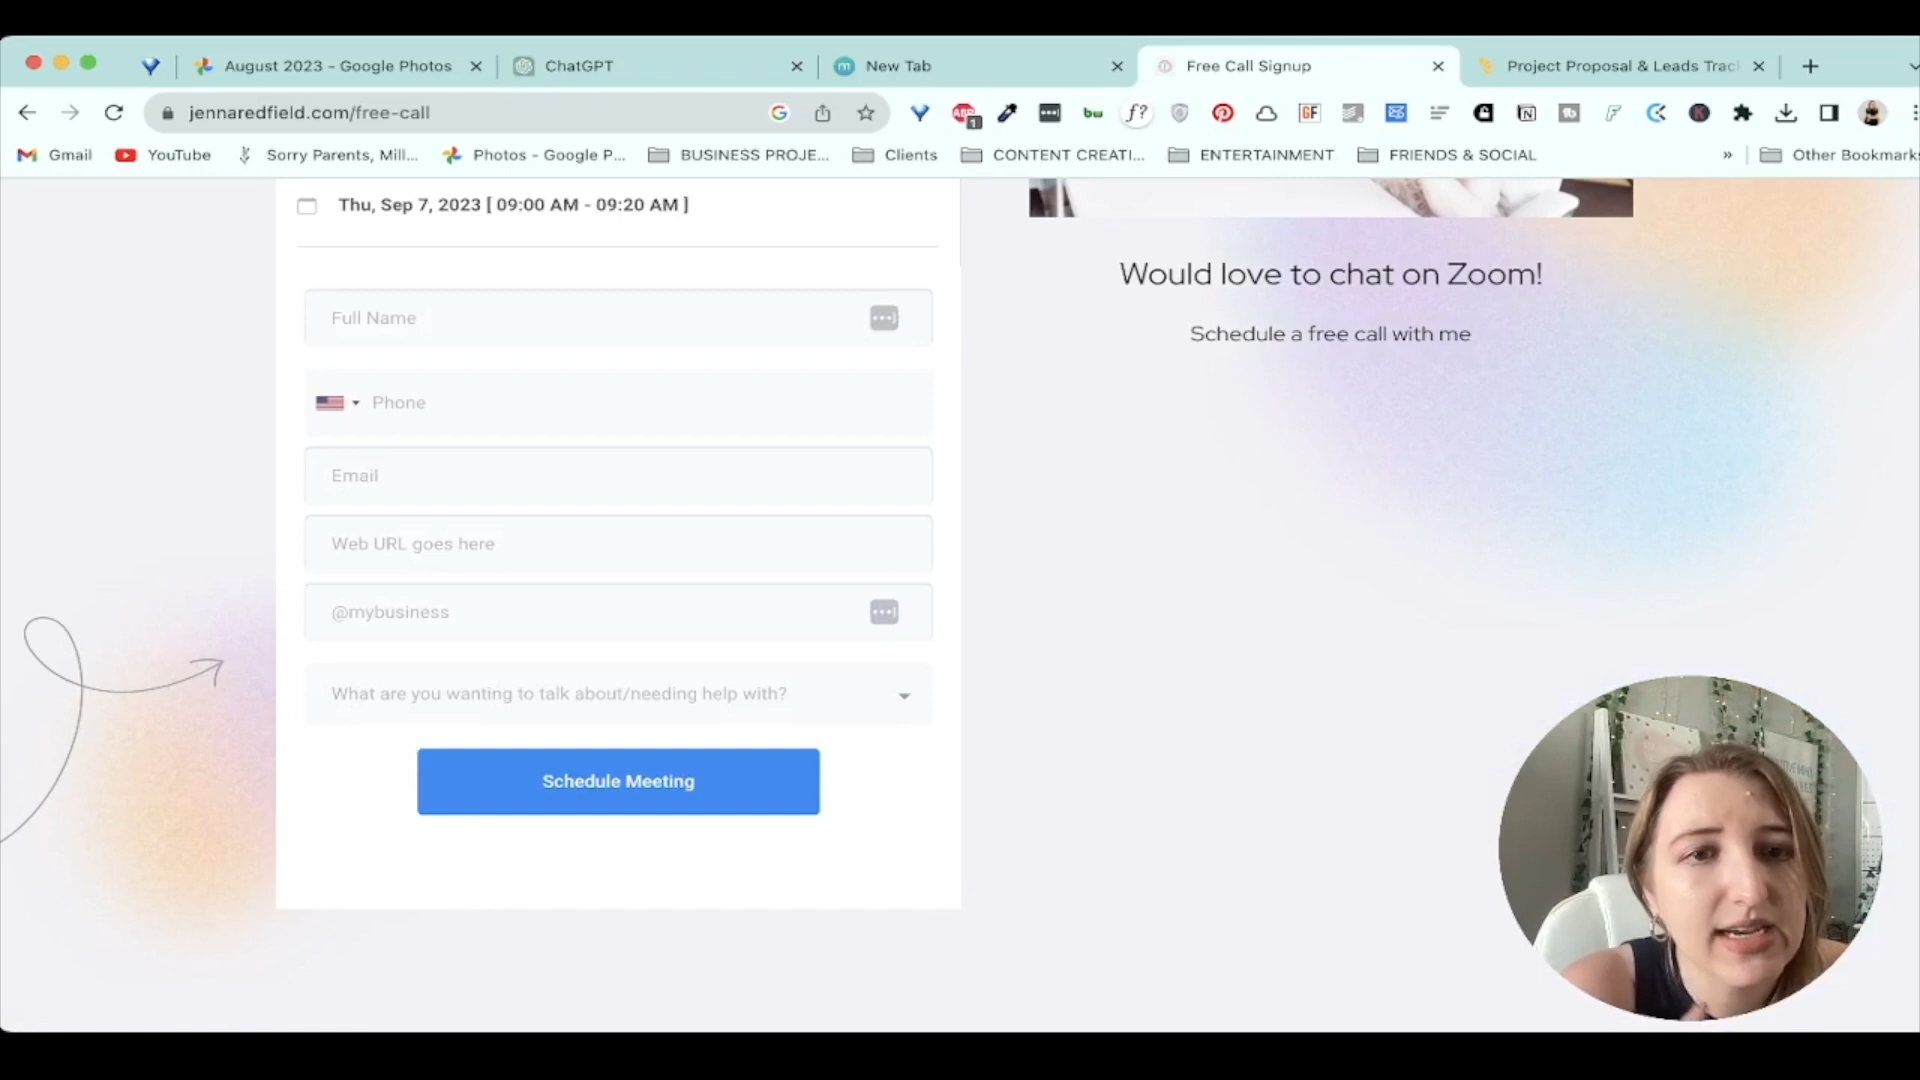 August 2023 - Google Photos
ChatGPT
New Tab
Free Call Signup
Project Proposal & Leads Trac
jennaredfield.com/free-call
ABP
1
bw
f?
GF
Gmail
YouTube
Sorry Parents, Mill...
Photos - Google P...
BUSINESS PROJE...
Clients
CONTENT CREATI...
ENTERTAINMENT
FRIENDS & SOCIAL
»
Other Bookmarks
Thu, Sep 7, 2023 [ 09:00 AM - 09:20 AM ]
Full Name
Phone
Email
Web URL goes here
@mybusiness
What are you wanting to talk about/needing help with?
Schedule Meeting
Would love to chat on Zoom!
Schedule a free call with me